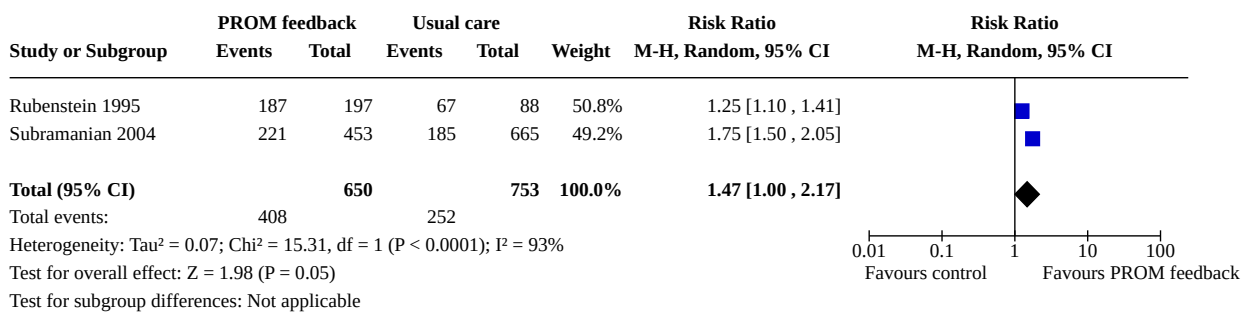 PROM feedback Usual care Risk Ratio Risk Ratio
Study or Subgroup Events Total Events Total Weight M-H, Random, 95% CI M-H, Random, 95% CI
Rubenstein 1995 187 197 67 88 50.8% 1.25 [1.10 , 1.41]
Subramanian 2004 221 453 185 665 49.2% 1.75 [1.50 , 2.05]
Total (95% CI) 650 753 100.0% 1.47 [1.00 , 2.17]
Total events: 408 252
Heterogeneity: Tau² = 0.07; Chi² = 15.31, df = 1 (P < 0.0001); I² = 93%
0.01 0.1 1 10 100
Test for overall effect: Z = 1.98 (P = 0.05) Favours control Favours PROM feedback
Test for subgroup differences: Not applicable